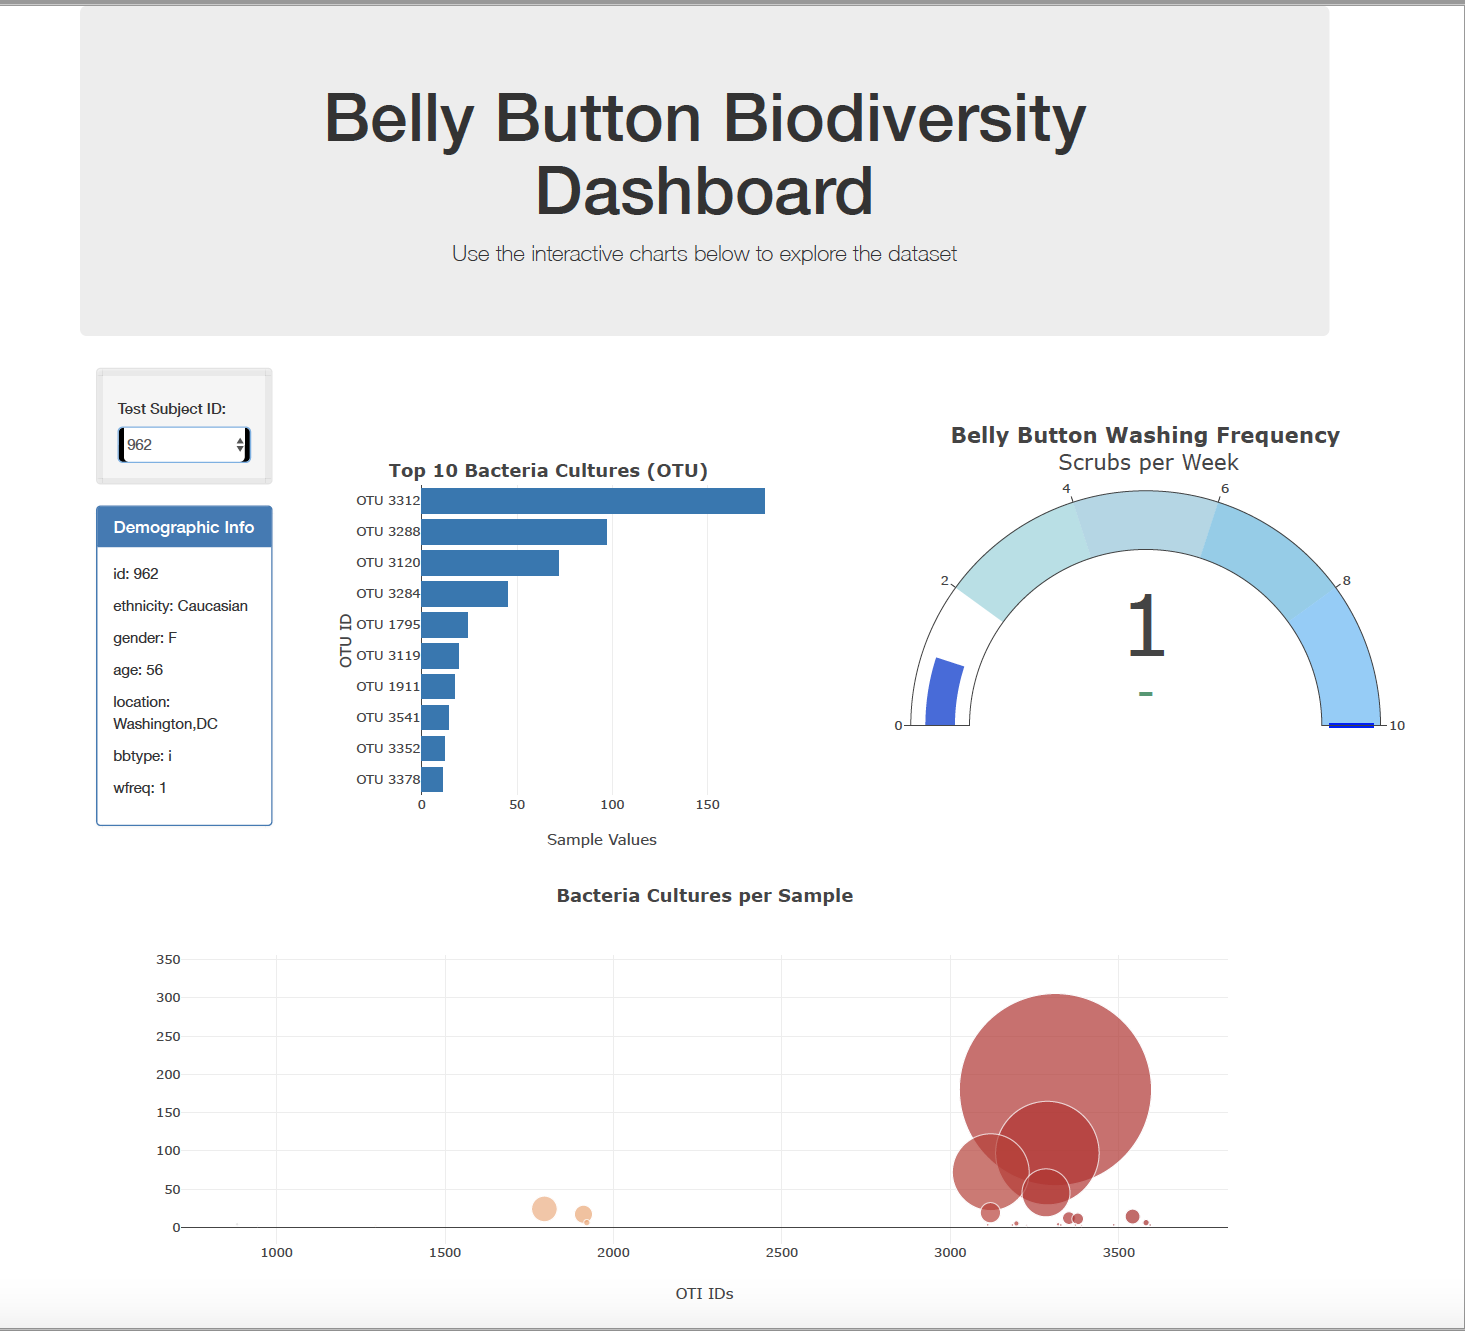 Belly Button Biodiversity
Dashboard
Use the interactive charts below to explore the dataset
Test Subject ID:
962
Demographic Info
id: 962
ethnicity: Caucasian
gender: F
age: 56
location:
Washington,DC
bbtype: i
wfreq: 1
Top 10 Bacteria Cultures (OTU)
OTU ID
OTU 3312
OTU 3288
OTU 3120
OTU 3284
OTU 1795
OTU 3119
OTU 1911
OTU 3541
OTU 3352
OTU 3378
0 50 100 150
Sample Values
Belly Button Washing Frequency
Scrubs per Week
0
2
4
6
8
10
1
-
Bacteria Cultures per Sample
350
300
250
200
150
100
50
0
1000 1500 2000 2500 3000 3500
OTI IDs